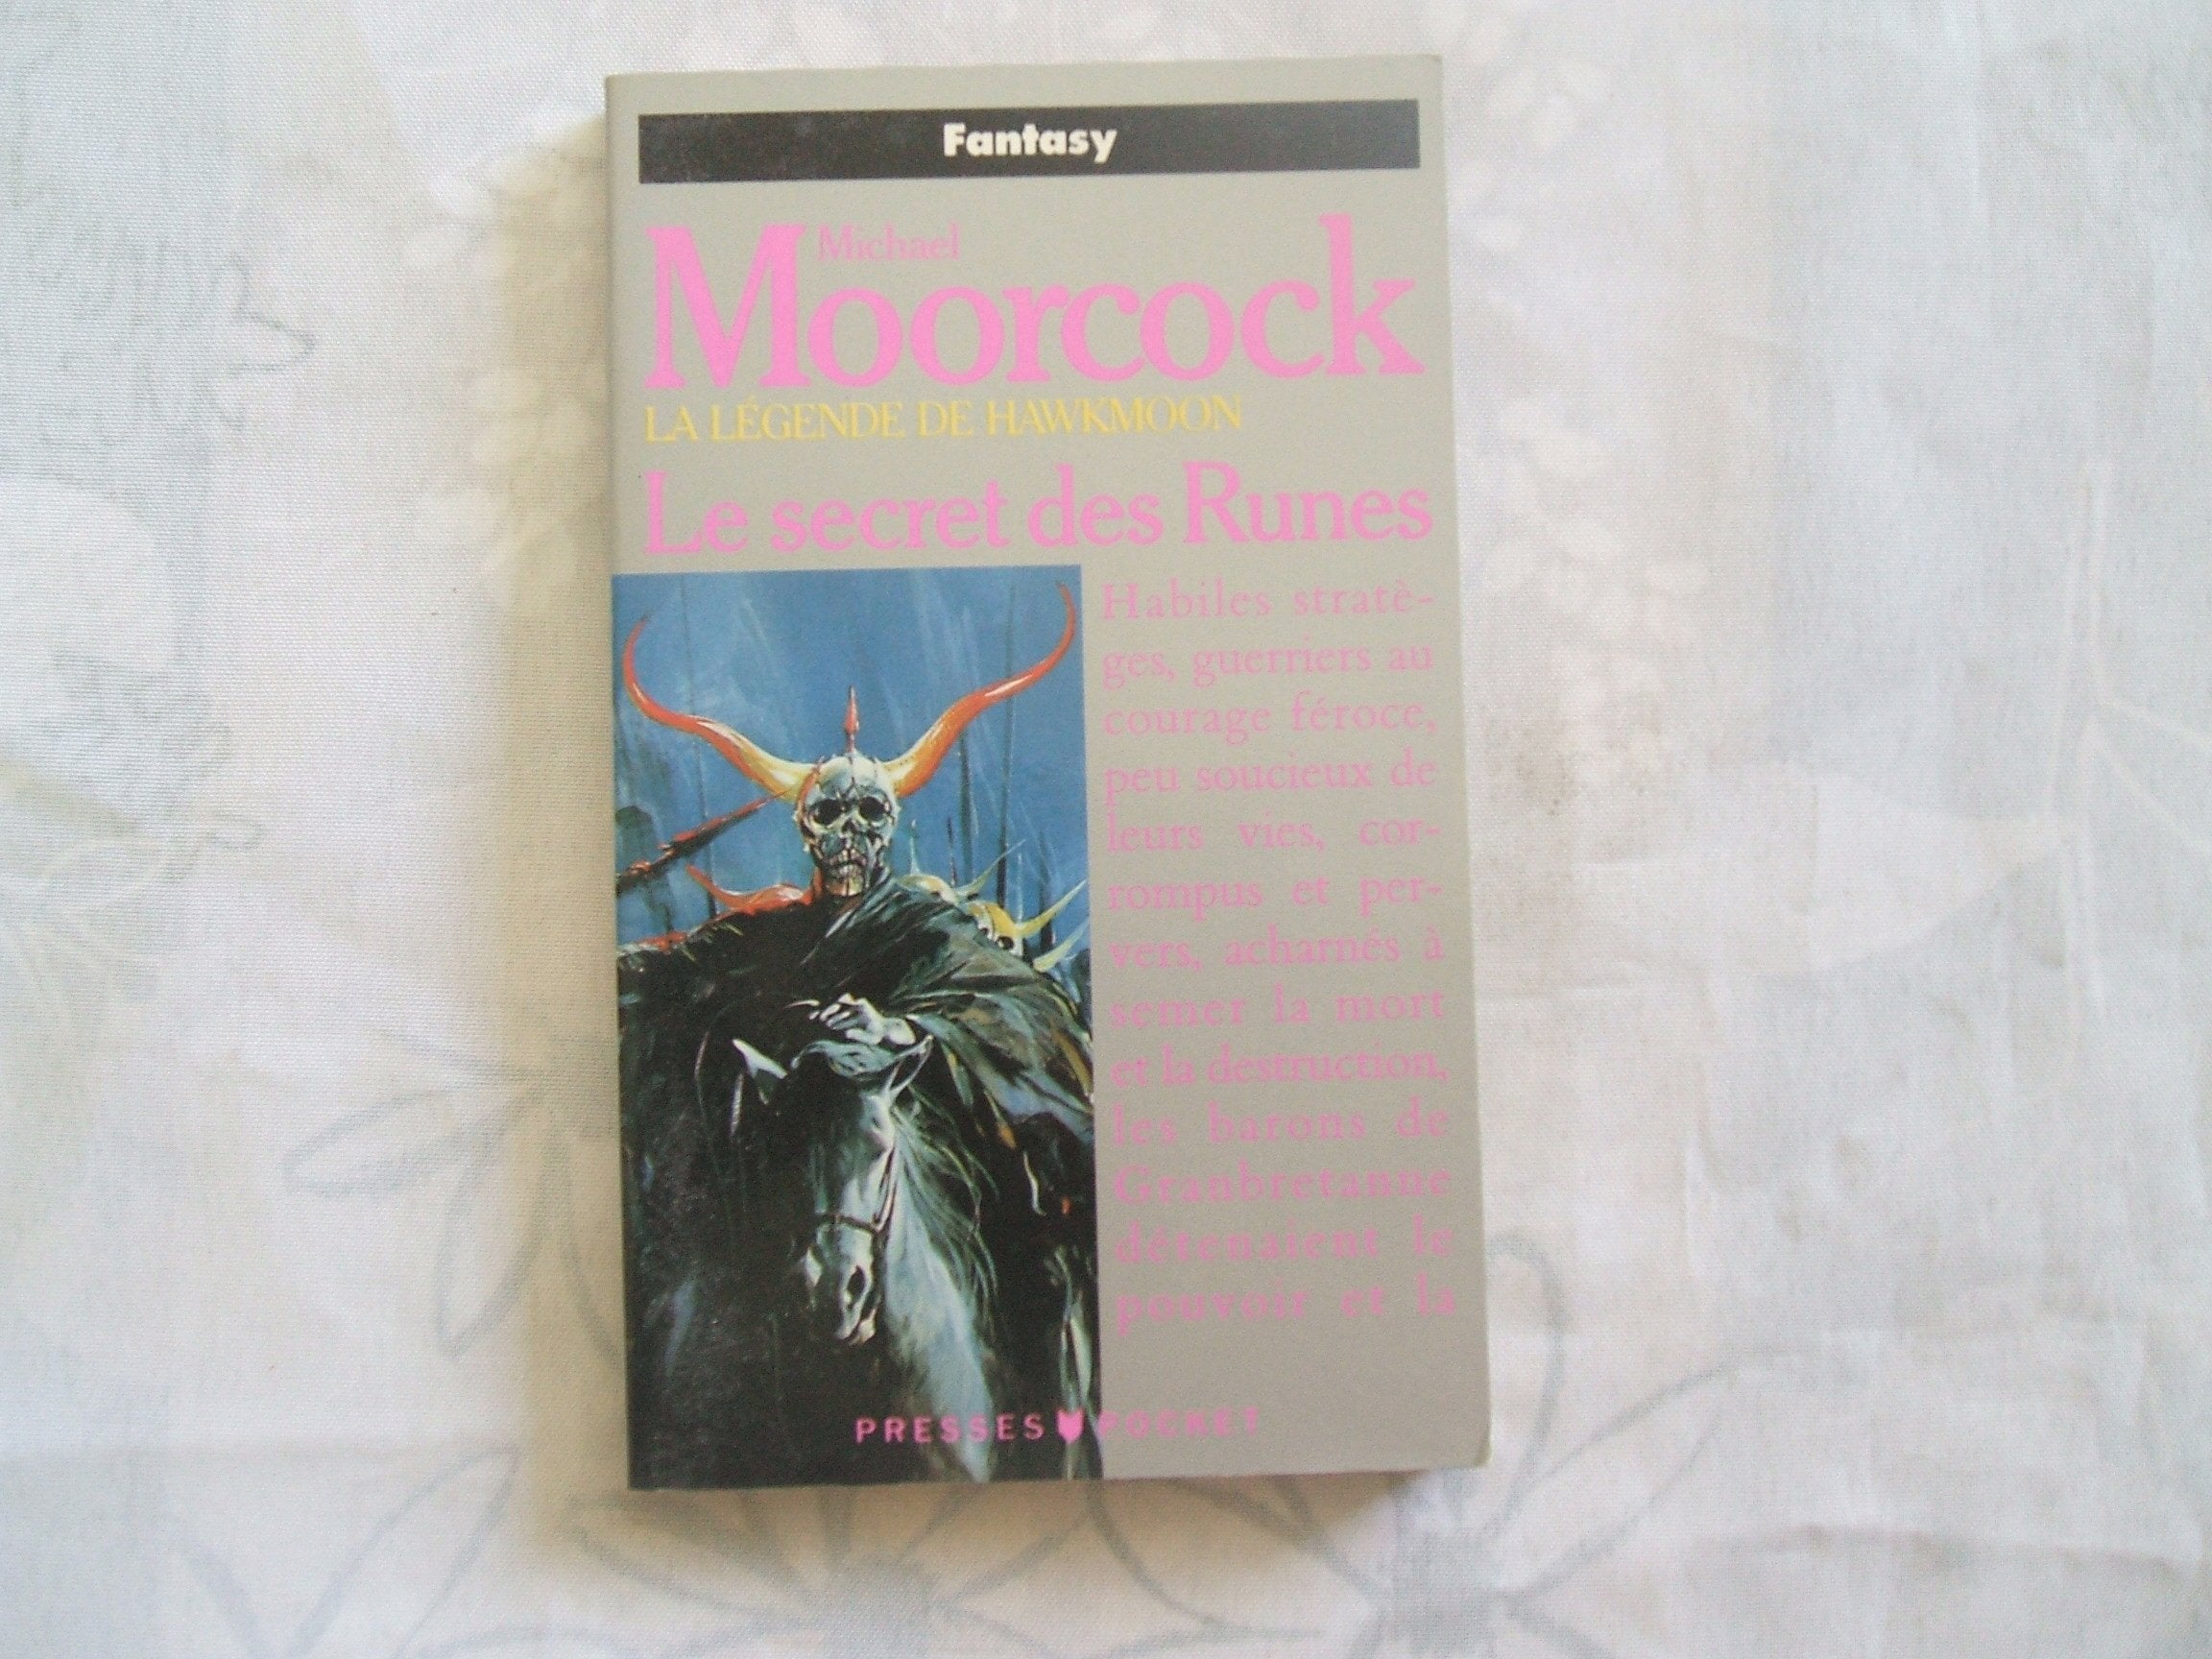 Fantasy
Michael
Moorcock
LA LÉGENDE DE HAWKMOON
Le secret des Runes
Habiles stratè-
ges, guerriers au
courage féroce,
peu soucieux de
leurs vies, cor-
rompus et per-
vers, acharnés à
semer la mort
et la destruction,
les barons de
Granbretanne
détenaient le
pouvoir et la
PRESSES POCKET